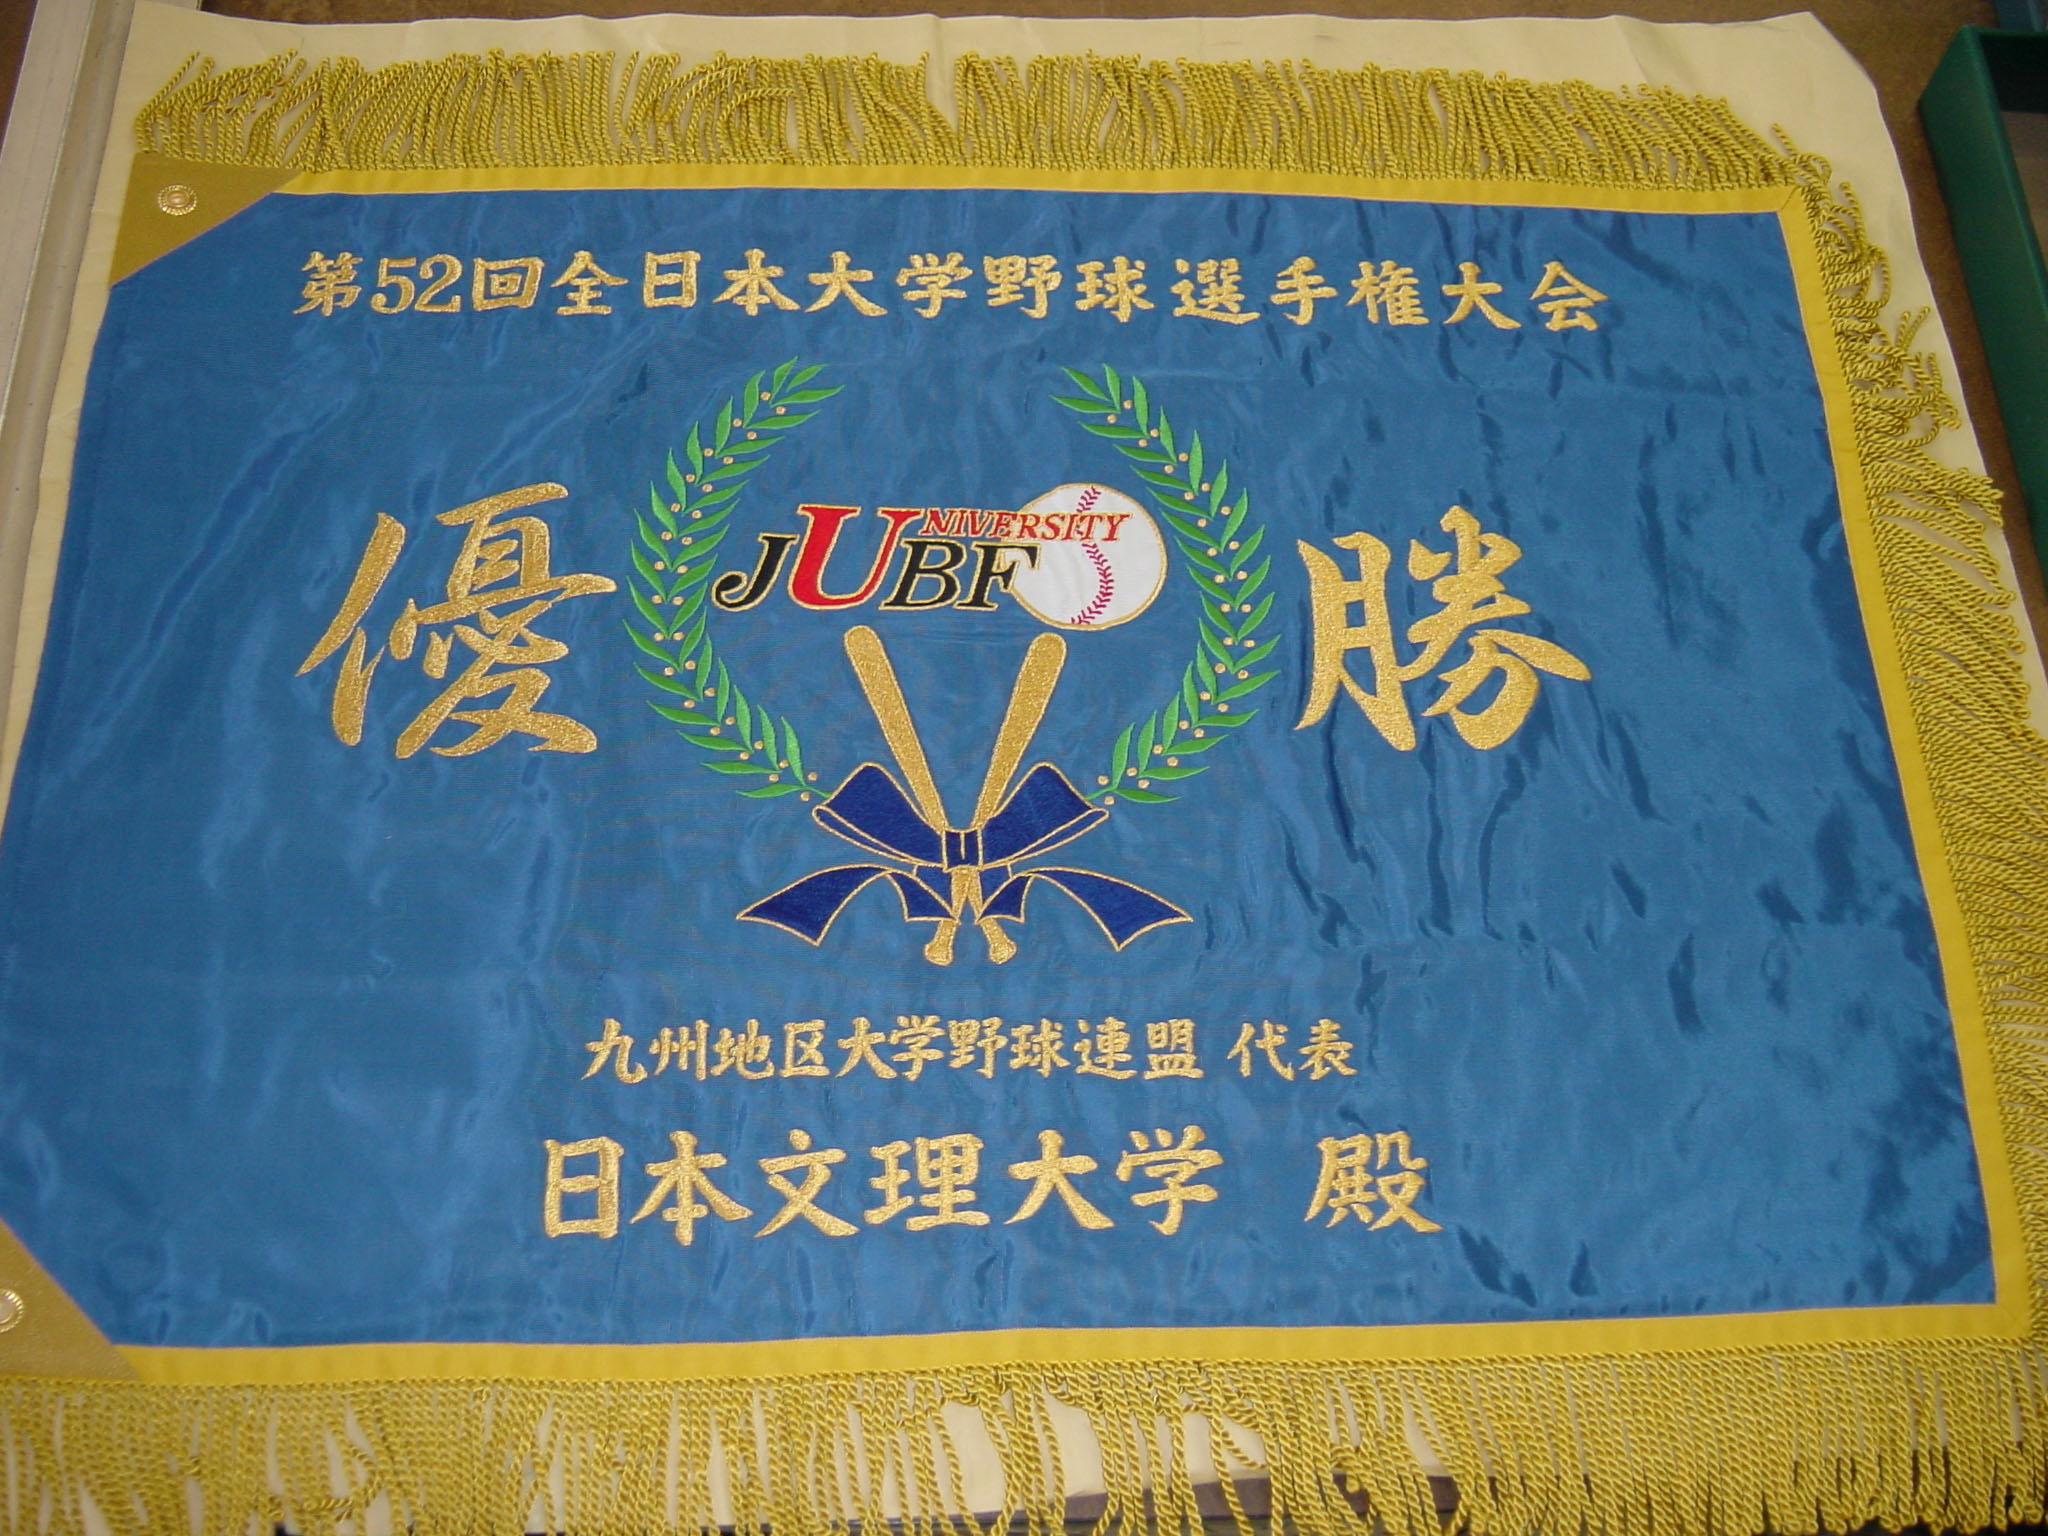 第52回全日本大学野球選手権大会
優 勝
JUBF UNIVERSITY
九州地区大学野球連盟 代表
日本文理大学 殿